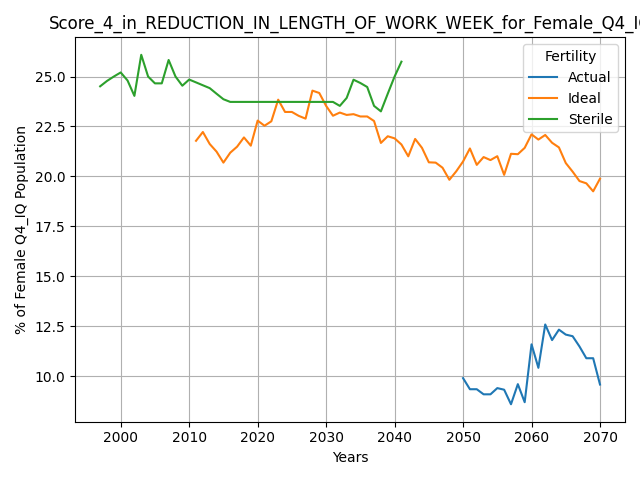 Score_4_in_REDUCTION_IN_LENGTH_OF_WORK_WEEK_for_Female_Q4_IQ
Fertility
Actual
Ideal
Sterile
% of Female Q4_IQ Population
25.0
22.5
20.0
17.5
15.0
12.5
10.0
2000 2010 2020 2030 2040 2050 2060 2070
Years